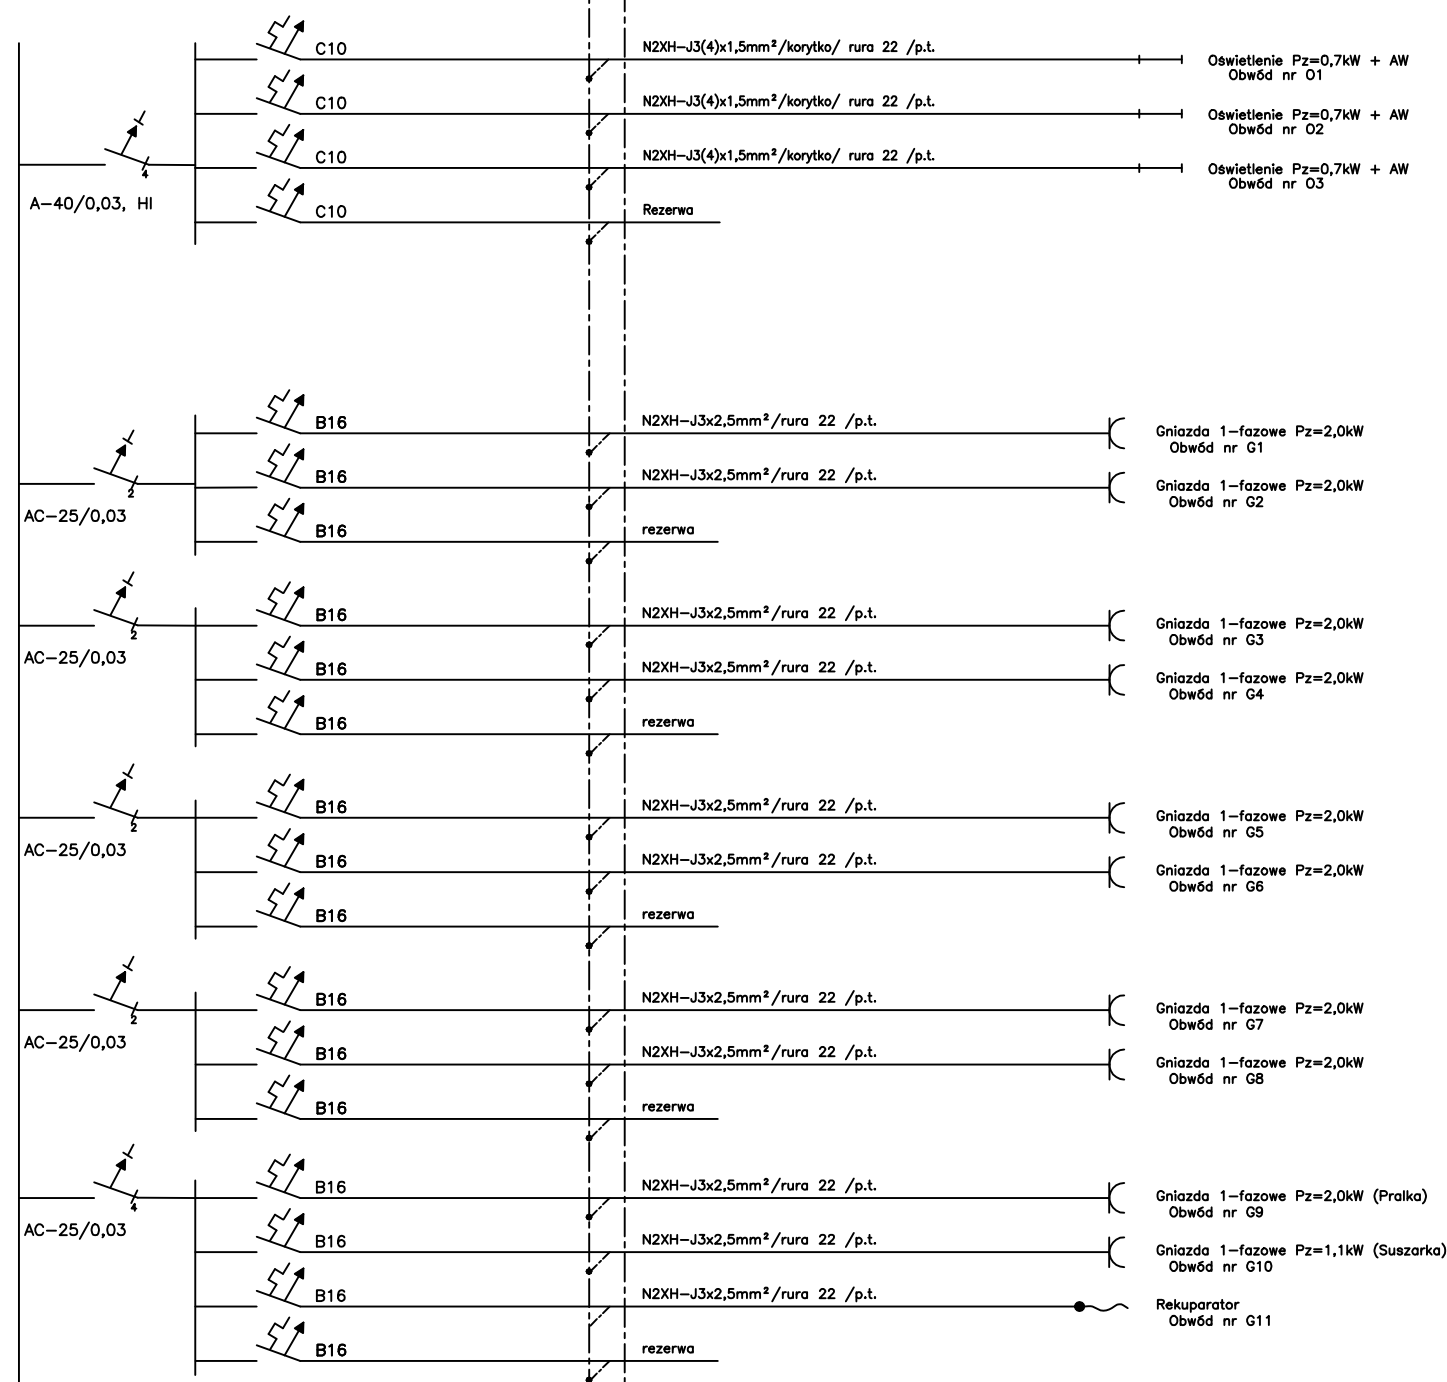 C10
N2XH-J3(4)x1,5mm²/korytko/ rura 22 /p.t.
Oświetlenie Pz=0,7kW + AW
Obwód nr O1
C10
N2XH-J3(4)x1,5mm²/korytko/ rura 22 /p.t.
Oświetlenie Pz=0,7kW + AW
Obwód nr O2
C10
N2XH-J3(4)x1,5mm²/korytko/ rura 22 /p.t.
Oświetlenie Pz=0,7kW + AW
Obwód nr O3
4
A-40/0,03, HI
C10
Rezerwa
B16
N2XH-J3x2,5mm²/rura 22 /p.t.
Gniazda 1-fazowe Pz=2,0kW
Obwód nr G1
B16
N2XH-J3x2,5mm²/rura 22 /p.t.
Gniazda 1-fazowe Pz=2,0kW
Obwód nr G2
2
AC-25/0,03
B16
rezerwa
B16
N2XH-J3x2,5mm²/rura 22 /p.t.
Gniazda 1-fazowe Pz=2,0kW
Obwód nr G3
2
AC-25/0,03
B16
N2XH-J3x2,5mm²/rura 22 /p.t.
Gniazda 1-fazowe Pz=2,0kW
Obwód nr G4
B16
rezerwa
B16
N2XH-J3x2,5mm²/rura 22 /p.t.
Gniazda 1-fazowe Pz=2,0kW
Obwód nr G5
2
AC-25/0,03
B16
N2XH-J3x2,5mm²/rura 22 /p.t.
Gniazda 1-fazowe Pz=2,0kW
Obwód nr G6
B16
rezerwa
B16
N2XH-J3x2,5mm²/rura 22 /p.t.
Gniazda 1-fazowe Pz=2,0kW
Obwód nr G7
2
AC-25/0,03
B16
N2XH-J3x2,5mm²/rura 22 /p.t.
Gniazda 1-fazowe Pz=2,0kW
Obwód nr G8
B16
rezerwa
B16
N2XH-J3x2,5mm²/rura 22 /p.t.
Gniazda 1-fazowe Pz=2,0kW (Pralka)
Obwód nr G9
4
AC-25/0,03
B16
N2XH-J3x2,5mm²/rura 22 /p.t.
Gniazda 1-fazowe Pz=1,1kW (Suszarka)
Obwód nr G10
B16
N2XH-J3x2,5mm²/rura 22 /p.t.
Rekuparator
Obwód nr G11
B16
rezerwa